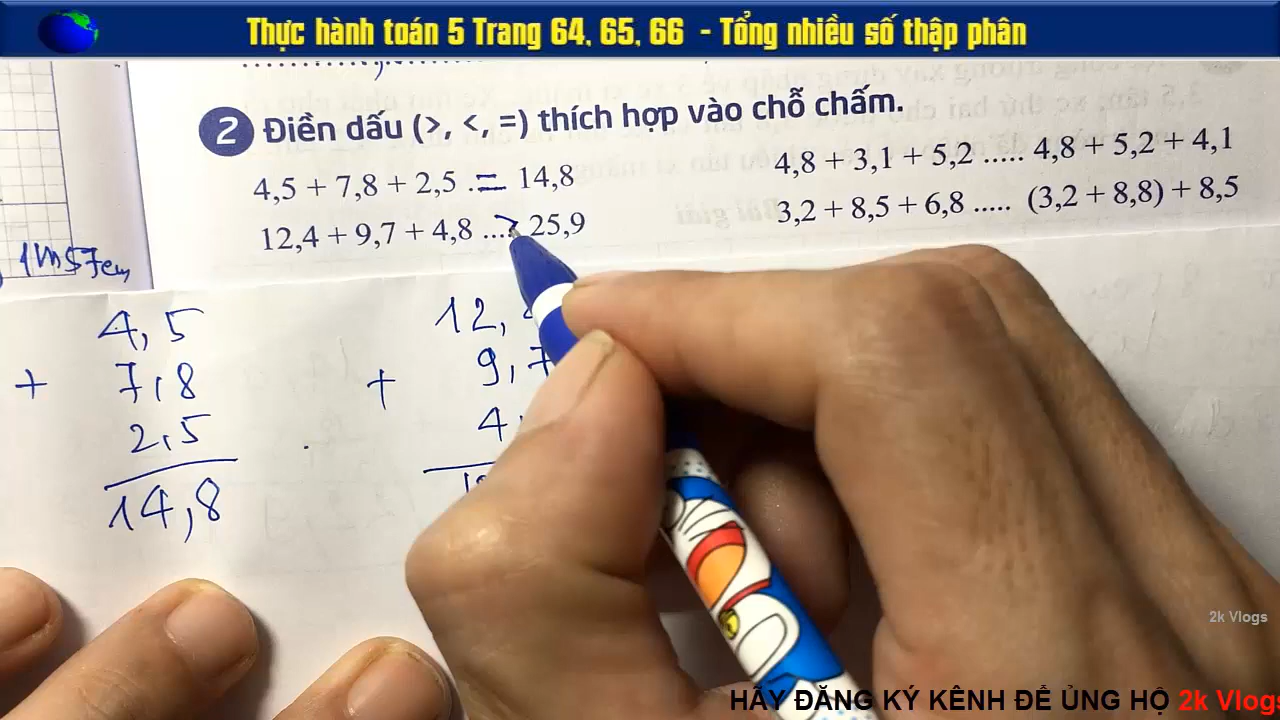 Thực hành toán 5 Trang 64, 65, 66 - Tổng nhiều số thập phân
2 Điền dấu (>, <, =) thích hợp vào chỗ chấm.
4,5 + 7,8 + 2,5 .= 14,8
4,8 + 3,1 + 5,2 ..... 4,8 + 5,2 + 4,1
12,4 + 9,7 + 4,8 ...> 25,9
3,2 + 8,5 + 6,8 ..... (3,2 + 8,8) + 8,5
1m57cm
4,5
+ 7,8
2,5
14,8
12,
+ 9,7
4,
2k Vlogs
HÃY ĐĂNG KÝ KÊNH ĐỂ ỦNG HỘ 2k Vlogs